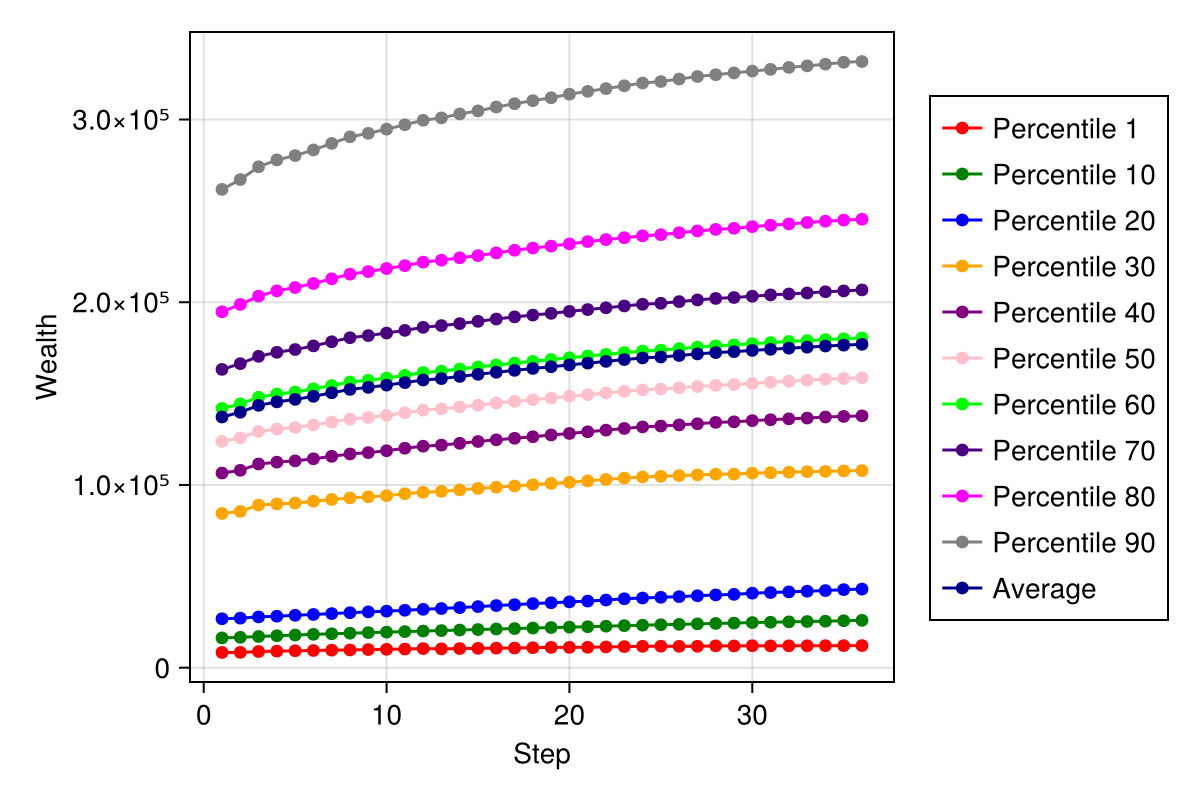 3.0×10⁵
2.0×10⁵
1.0×10⁵
0
Wealth
0 10 20 30
Step
Percentile 1
Percentile 10
Percentile 20
Percentile 30
Percentile 40
Percentile 50
Percentile 60
Percentile 70
Percentile 80
Percentile 90
Average